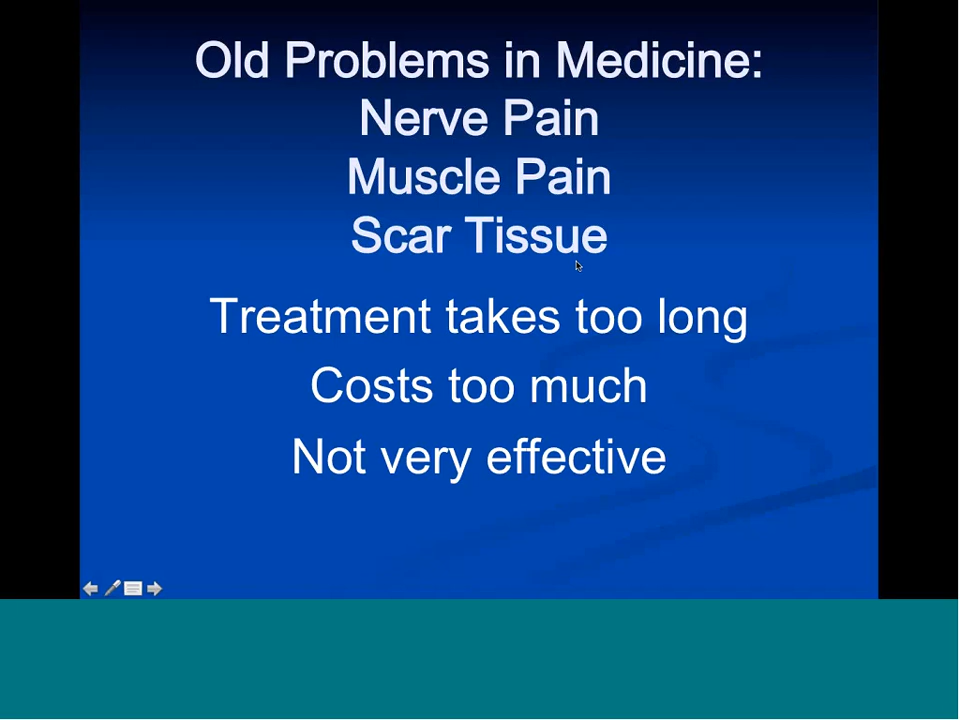 Old Problems in Medicine:
Nerve Pain
Muscle Pain
Scar Tissue
Treatment takes too long
Costs too much
Not very effective